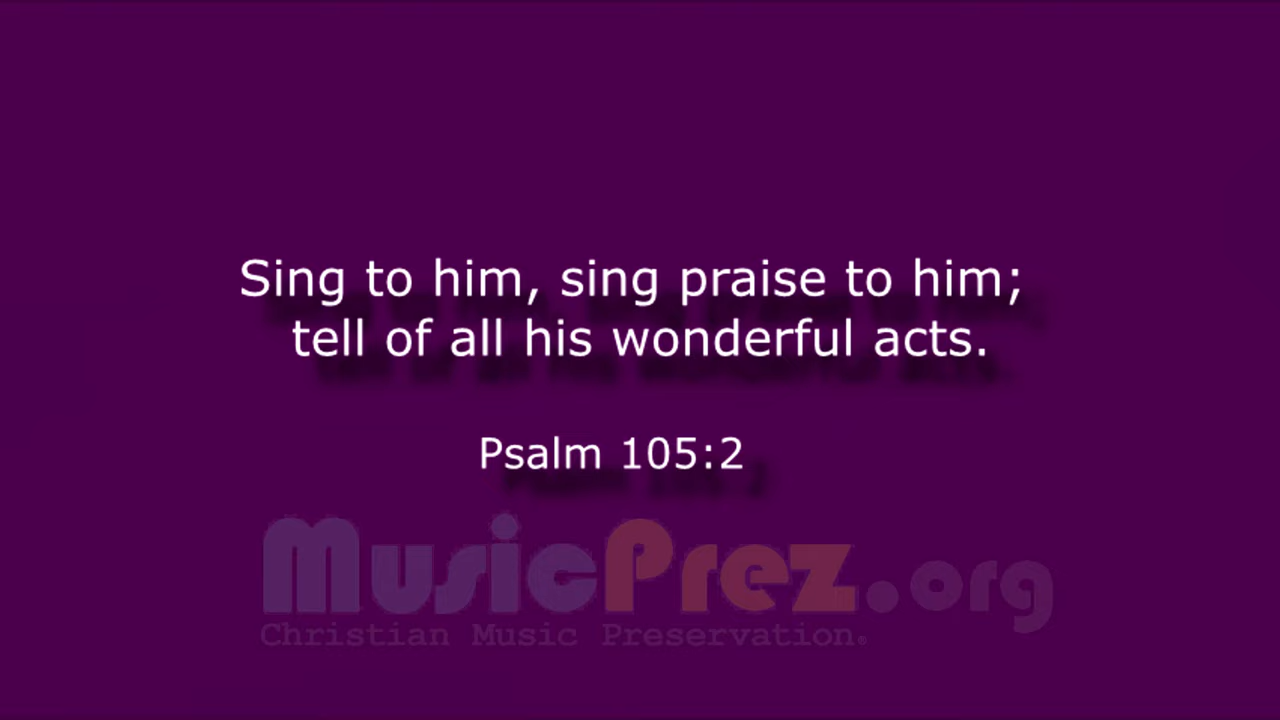 Sing to him, sing praise to him;
tell of all his wonderful acts.
Psalm 105:2
MusicPrez.org
Christian Music Preservation.®